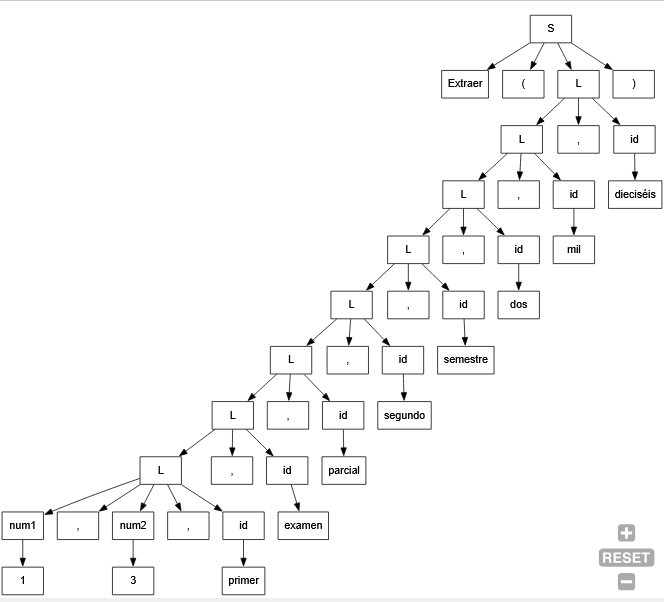 S
Extraer ( L )
L , id
L , id dieciséis
L , id mil
L , id dos
L , id semestre
L , id segundo
L , id parcial
num1 , num2 , id examen
1 3 primer
+
RESET
−